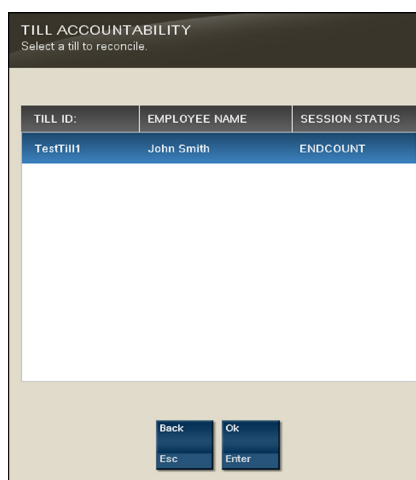 TILL ACCOUNTABILITY
Select a till to reconcile.
TILL ID: EMPLOYEE NAME SESSION STATUS
TestTill1 John Smith ENDCOUNT
Back Ok
Esc Enter